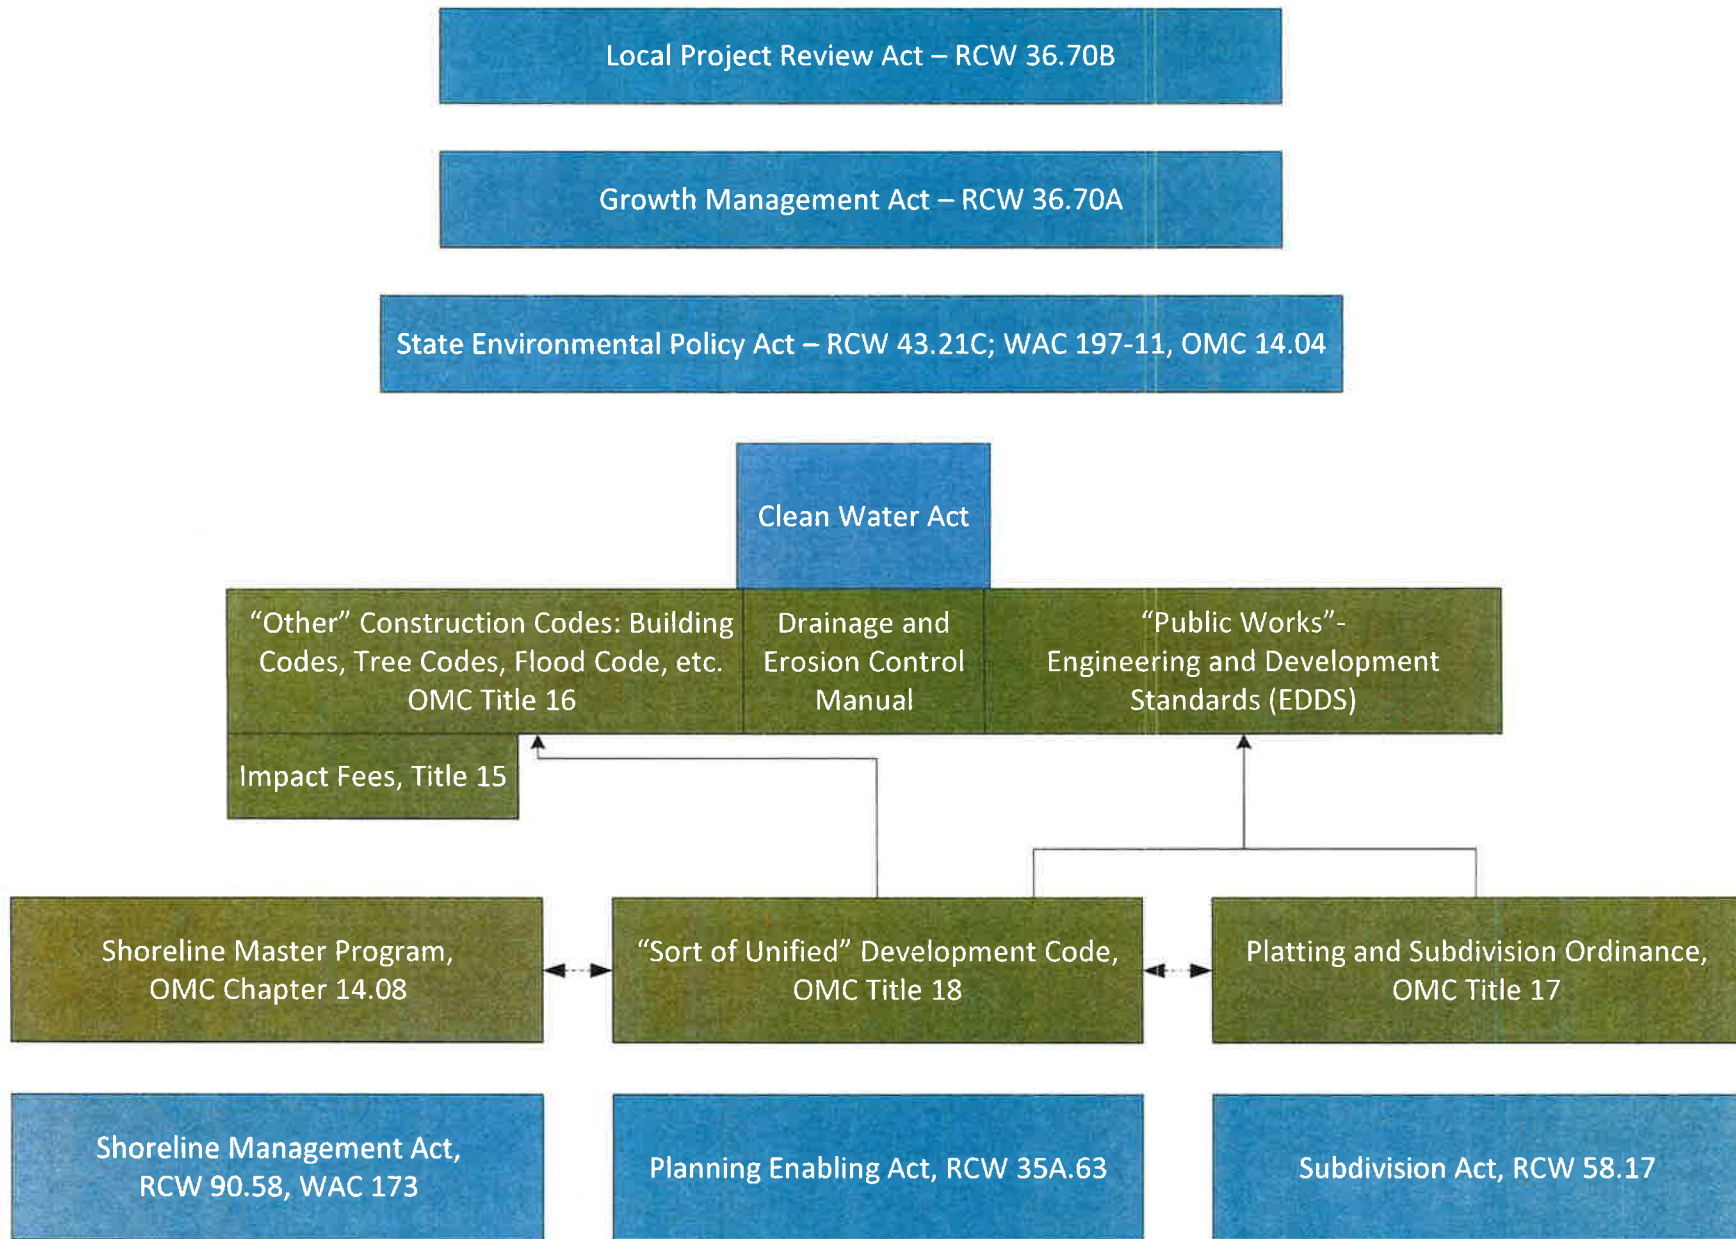 Local Project Review Act – RCW 36.70B
Growth Management Act – RCW 36.70A
State Environmental Policy Act – RCW 43.21C; WAC 197-11, OMC 14.04
Clean Water Act
“Other” Construction Codes: Building
Codes, Tree Codes, Flood Code, etc.
OMC Title 16
Drainage and
Erosion Control
Manual
“Public Works”-
Engineering and Development
Standards (EDDS)
Impact Fees, Title 15
Shoreline Master Program,
OMC Chapter 14.08
“Sort of Unified” Development Code,
OMC Title 18
Platting and Subdivision Ordinance,
OMC Title 17
Shoreline Management Act,
RCW 90.58, WAC 173
Planning Enabling Act, RCW 35A.63
Subdivision Act, RCW 58.17